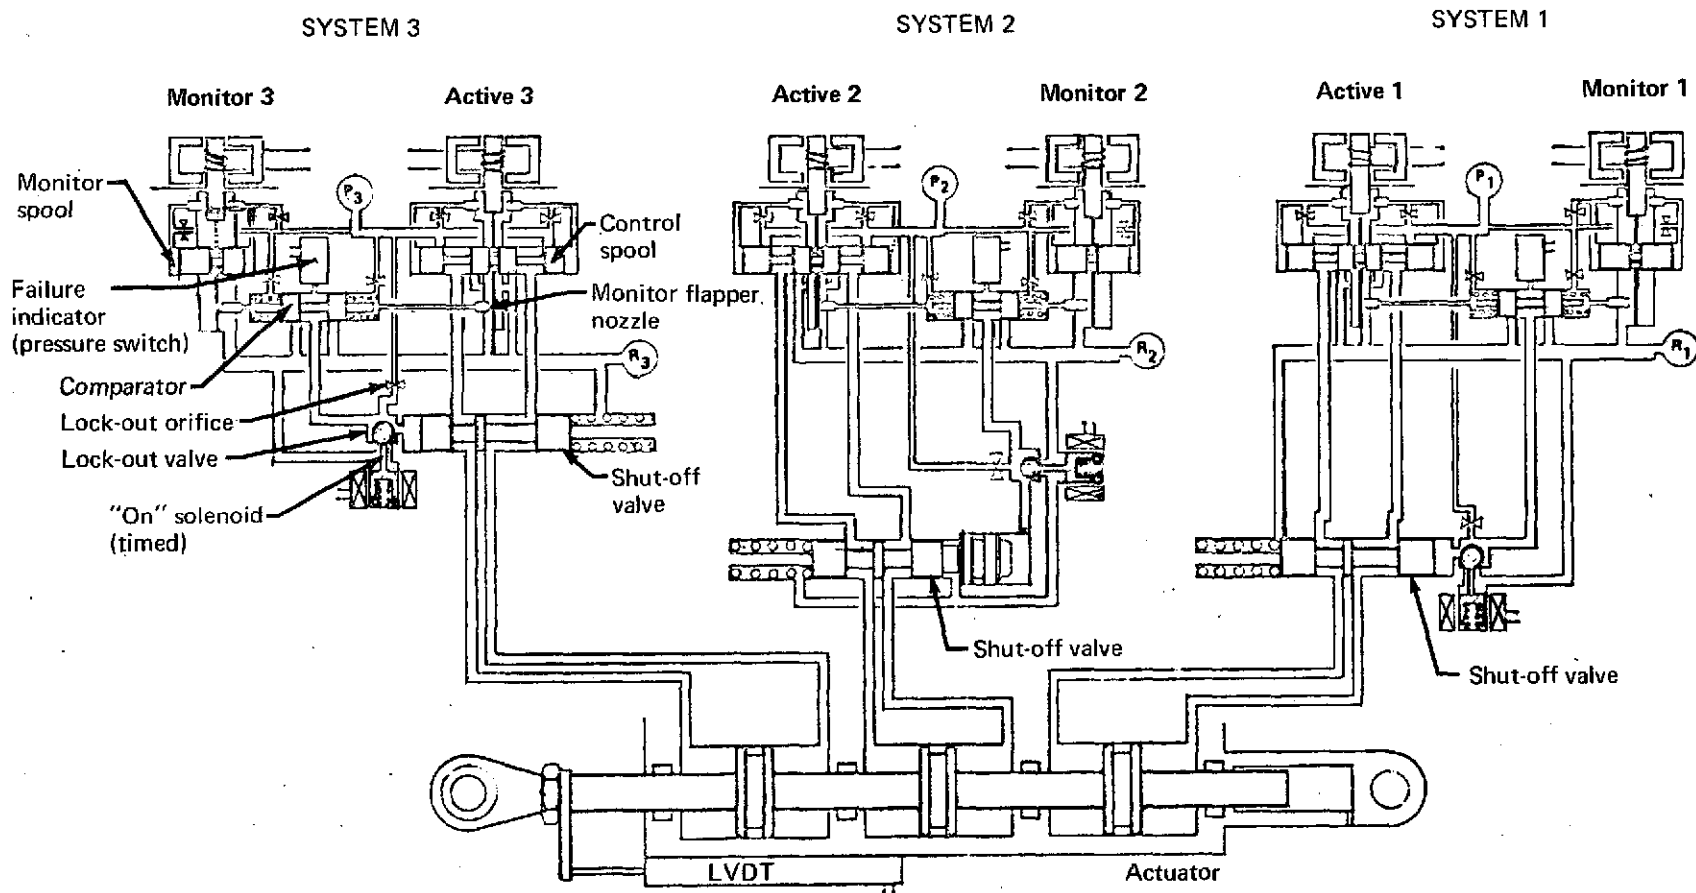 SYSTEM 3
SYSTEM 2
SYSTEM 1
Monitor 3
Active 3
Active 2
Monitor 2
Active 1
Monitor 1
Monitor
spool
P3
P2
P1
Control
spool
Failure
indicator
(pressure switch)
Monitor flapper
nozzle
R3
R2
R1
Comparator
Lock-out orifice
Lock-out valve
Shut-off
valve
"On" solenoid
(timed)
Shut-off valve
Shut-off valve
LVDT
Actuator